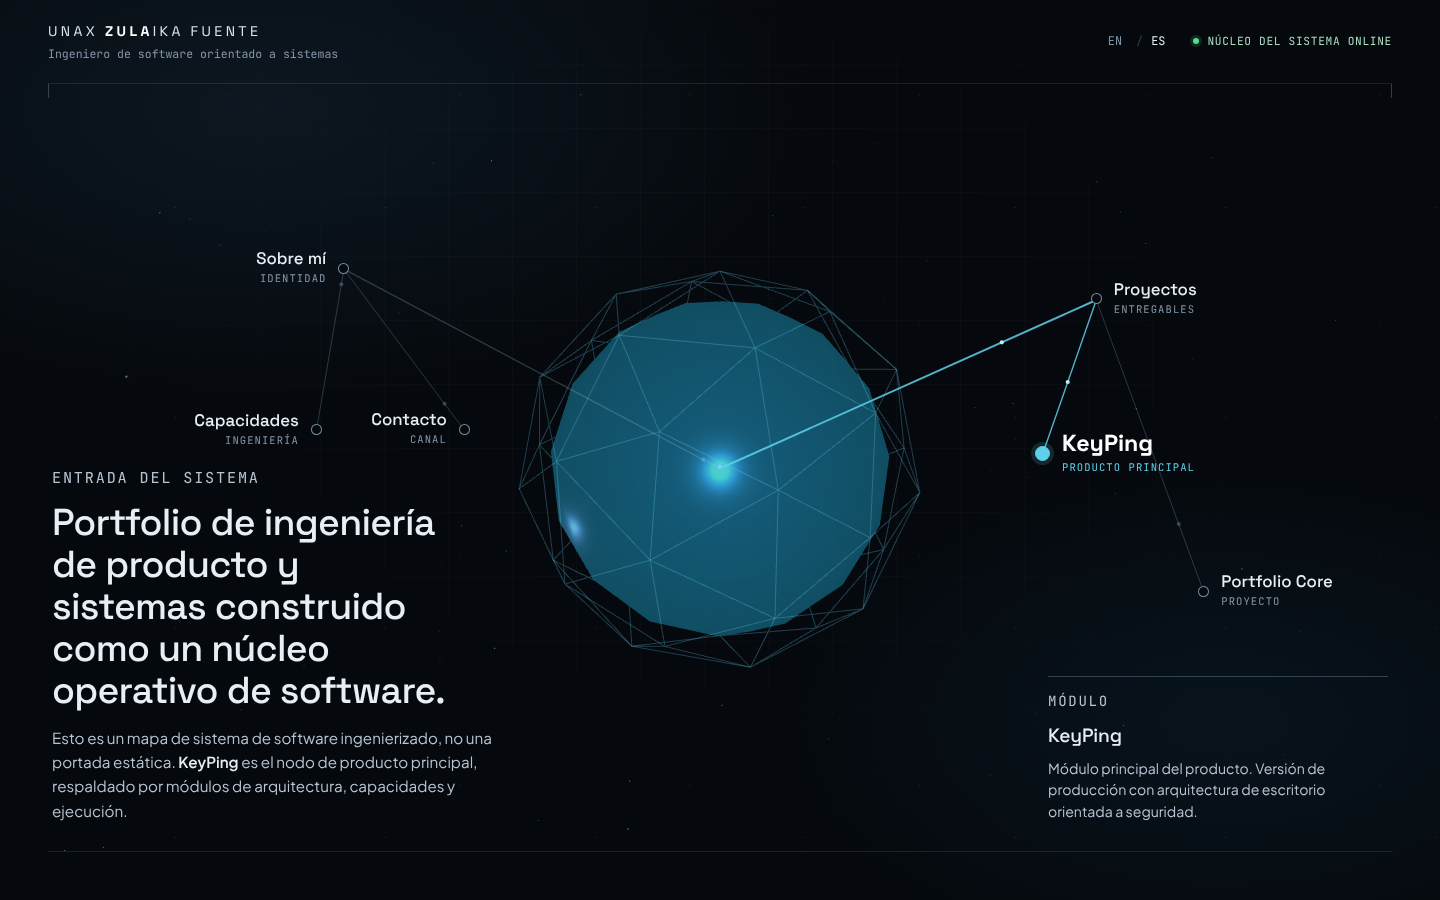 UNAX ZULAIKA FUENTE
Ingeniero de software orientado a sistemas
EN / ES
NÚCLEO DEL SISTEMA ONLINE
Sobre mí
IDENTIDAD
Proyectos
ENTREGABLES
Capacidades
INGENIERÍA
Contacto
CANAL
KeyPing
PRODUCTO PRINCIPAL
Portfolio Core
PROYECTO
ENTRADA DEL SISTEMA
Portfolio de ingeniería
de producto y
sistemas construido
como un núcleo
operativo de software.
Esto es un mapa de sistema de software ingenierizado, no una
portada estática. KeyPing es el nodo de producto principal,
respaldado por módulos de arquitectura, capacidades y
ejecución.
MÓDULO
KeyPing
Módulo principal del producto. Versión de
producción con arquitectura de escritorio
orientada a seguridad.